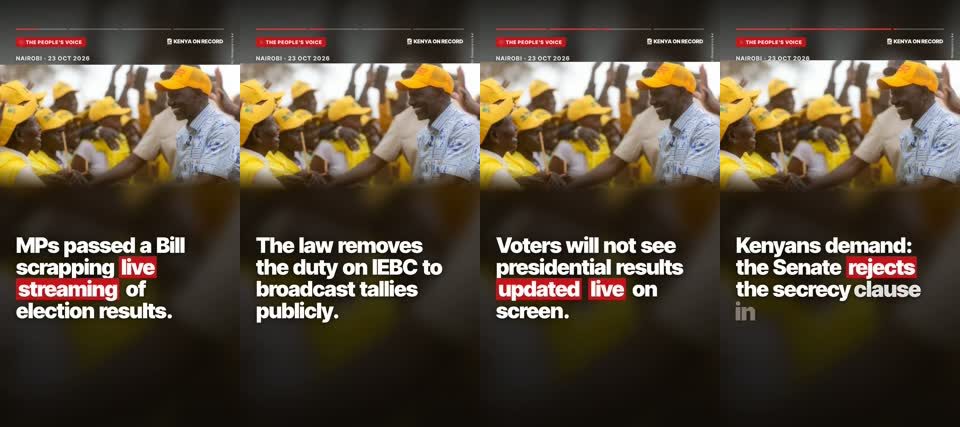 THE PEOPLE'S VOICE
KENYA ON RECORD
NAIROBI · 23 OCT 2026
MPs passed a Bill
scrapping live
streaming of
election results.
THE PEOPLE'S VOICE
KENYA ON RECORD
NAIROBI · 23 OCT 2026
The law removes
the duty on IEBC to
broadcast tallies
publicly.
THE PEOPLE'S VOICE
KENYA ON RECORD
NAIROBI · 23 OCT 2026
Voters will not see
presidential results
updated live on
screen.
THE PEOPLE'S VOICE
KENYA ON RECORD
NAIROBI · 23 OCT 2026
Kenyans demand:
the Senate rejects
the secrecy clause
in